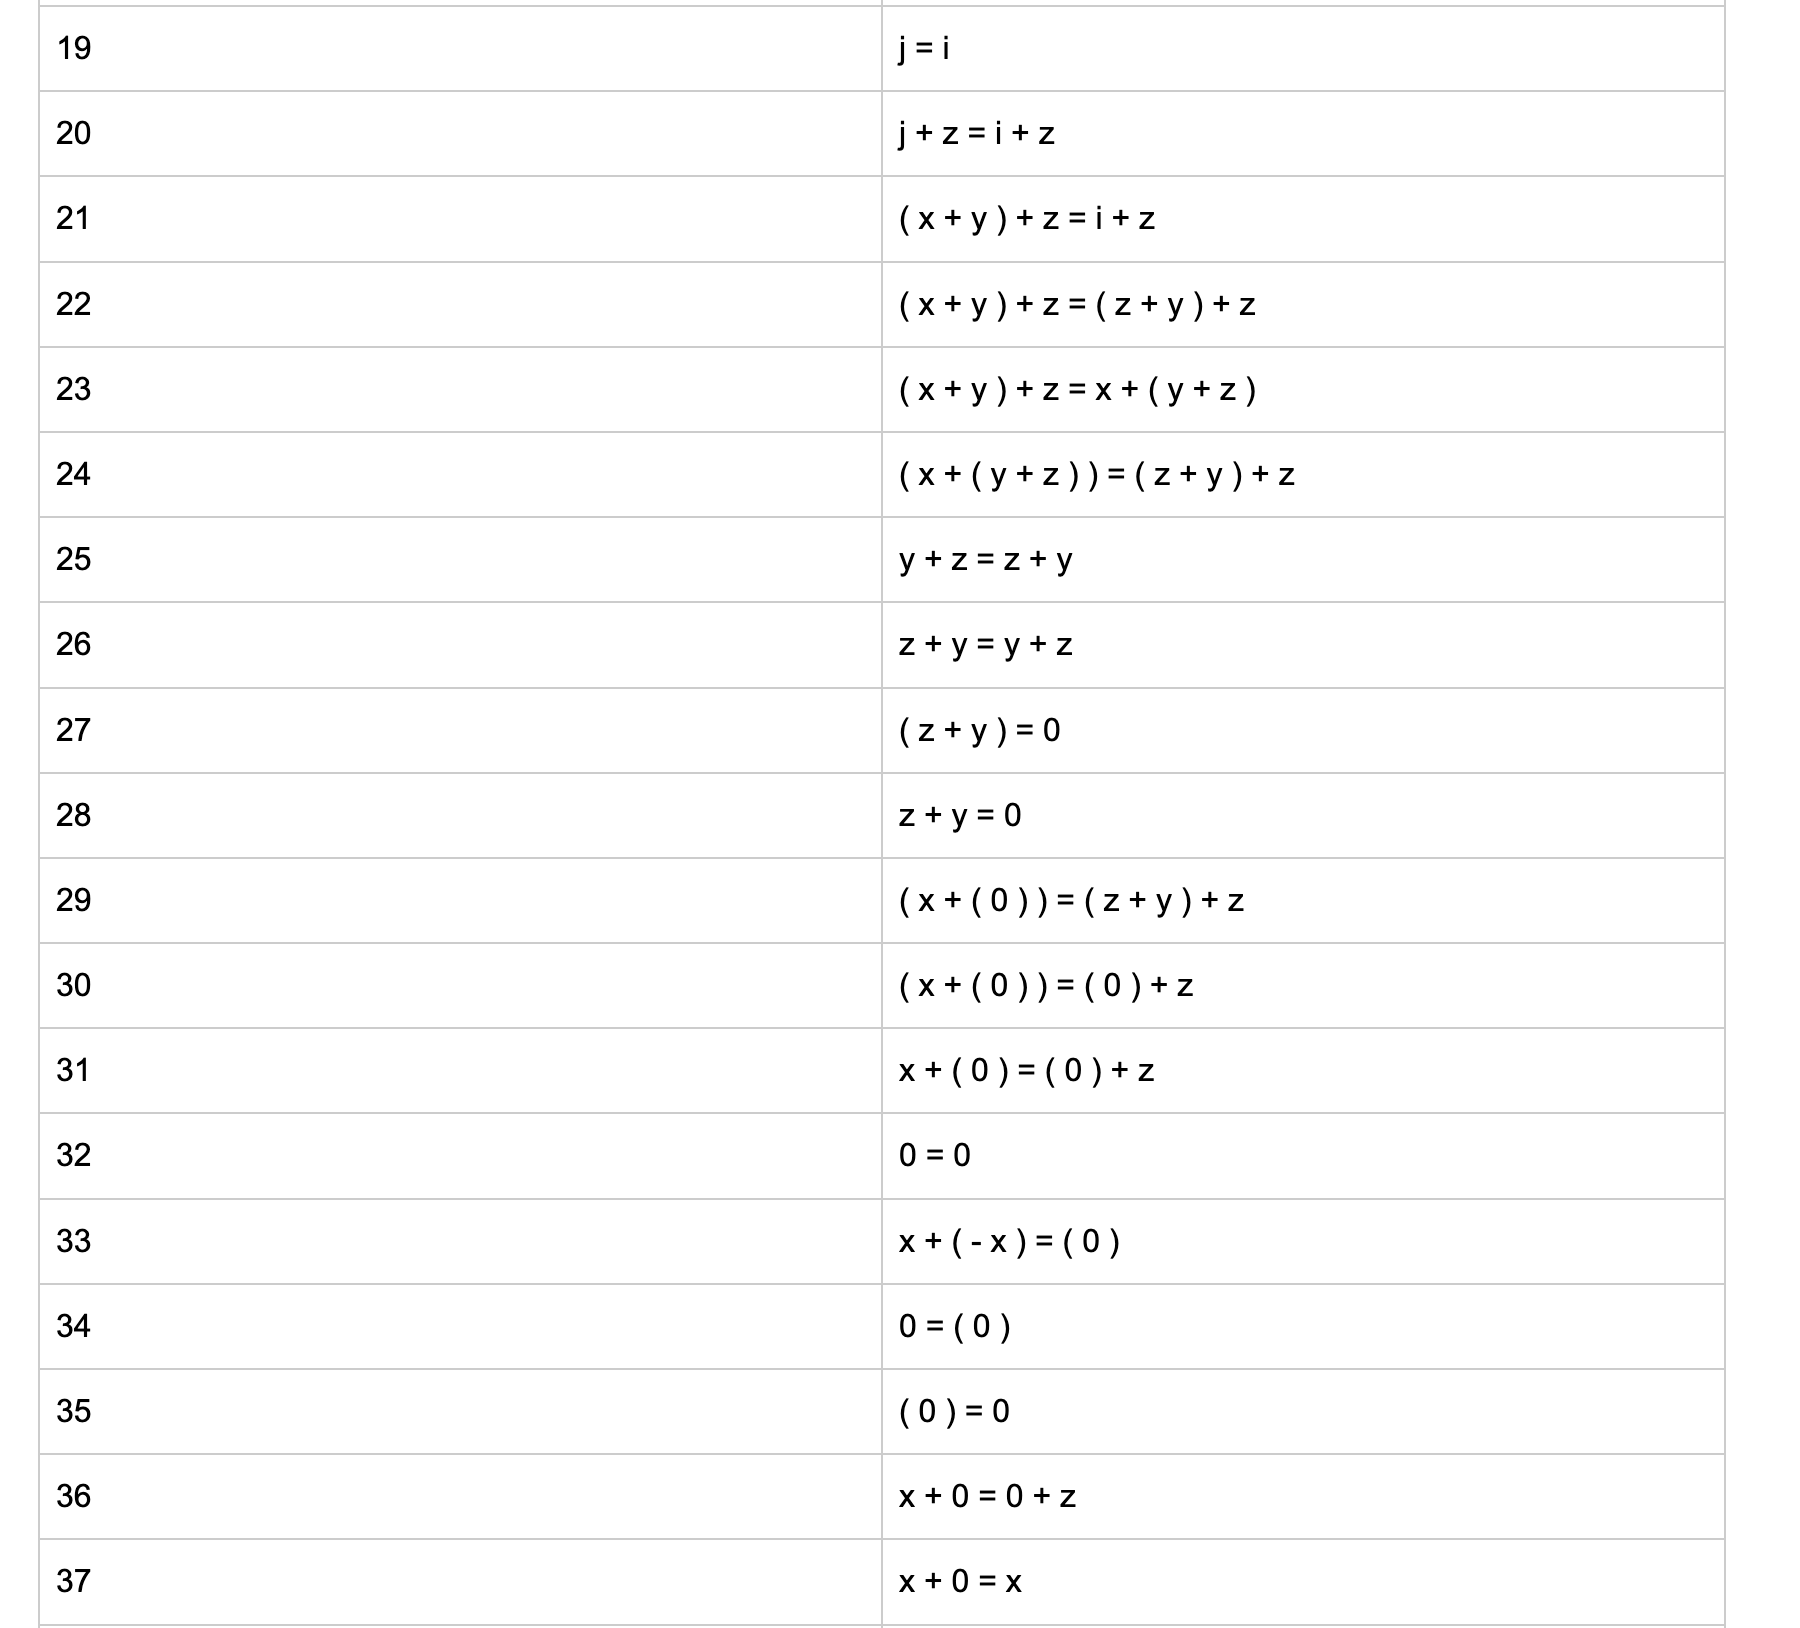 19 j = i
20 j + z = i + z
21 ( x + y ) + z = i + z
22 ( x + y ) + z = ( z + y ) + z
23 ( x + y ) + z = x + ( y + z )
24 ( x + ( y + z ) ) = ( z + y ) + z
25 y + z = z + y
26 z + y = y + z
27 ( z + y ) = 0
28 z + y = 0
29 ( x + ( 0 ) ) = ( z + y ) + z
30 ( x + ( 0 ) ) = ( 0 ) + z
31 x + ( 0 ) = ( 0 ) + z
32 0 = 0
33 x + ( - x ) = ( 0 )
34 0 = ( 0 )
35 ( 0 ) = 0
36 x + 0 = 0 + z
37 x + 0 = x